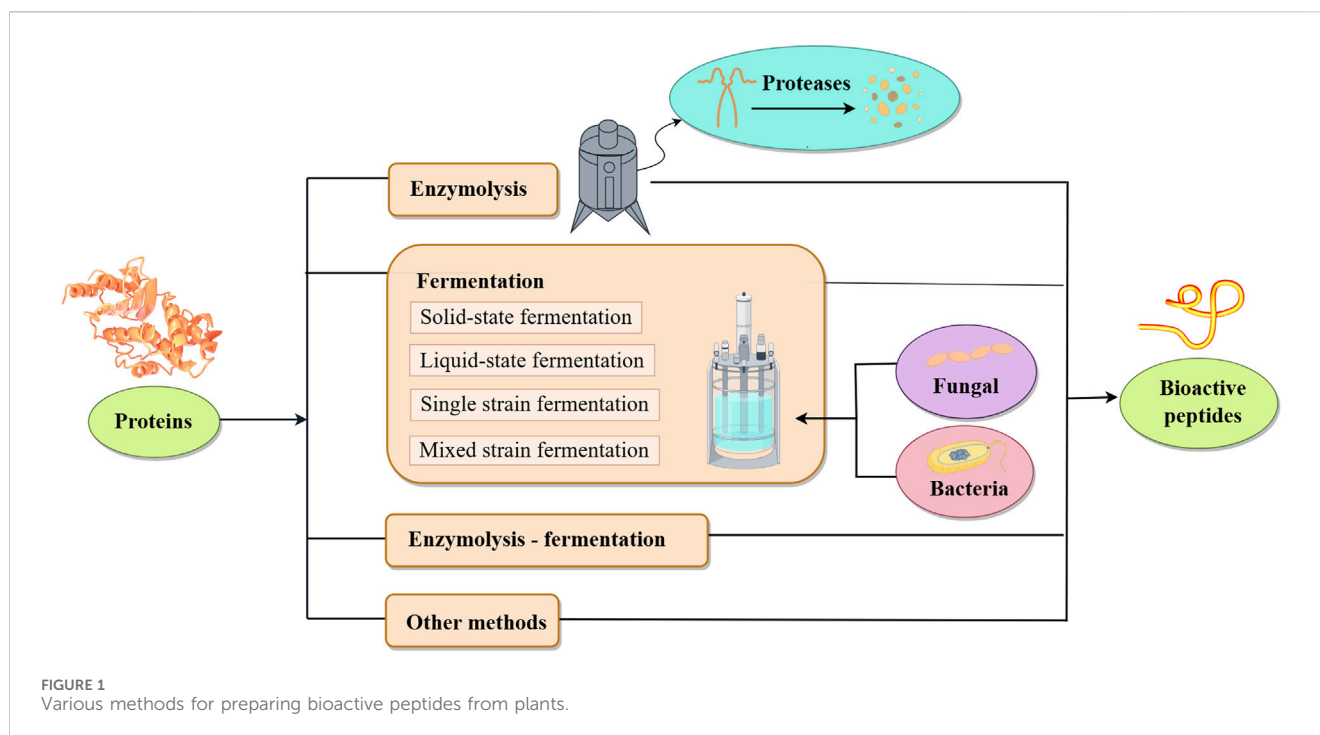 Proteases
Enzymolysis
Fermentation
Solid-state fermentation
Liquid-state fermentation
Single strain fermentation
Mixed strain fermentation
Proteins
Fungal
Bacteria
Bioactive
peptides
Enzymolysis - fermentation
Other methods
FIGURE 1
Various methods for preparing bioactive peptides from plants.